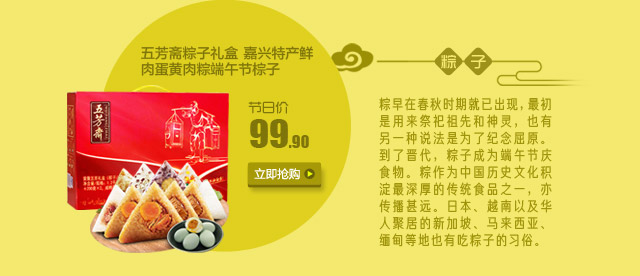 五芳斋粽子礼盒 嘉兴特产鲜
肉蛋黄肉粽端午节棕子
节日价
99.90
立即抢购
五芳斋
粽子
粽早在春秋时期就已出现，最初
是用来祭祀祖先和神灵，也有
另一种说法是为了纪念屈原。
到了晋代，粽子成为端午节庆
食物。粽作为中国历史文化积
淀最深厚的传统食品之一，亦
传播甚远。日本、越南以及华
人聚居的新加坡、马来西亚、
缅甸等地也有吃粽子的习俗。